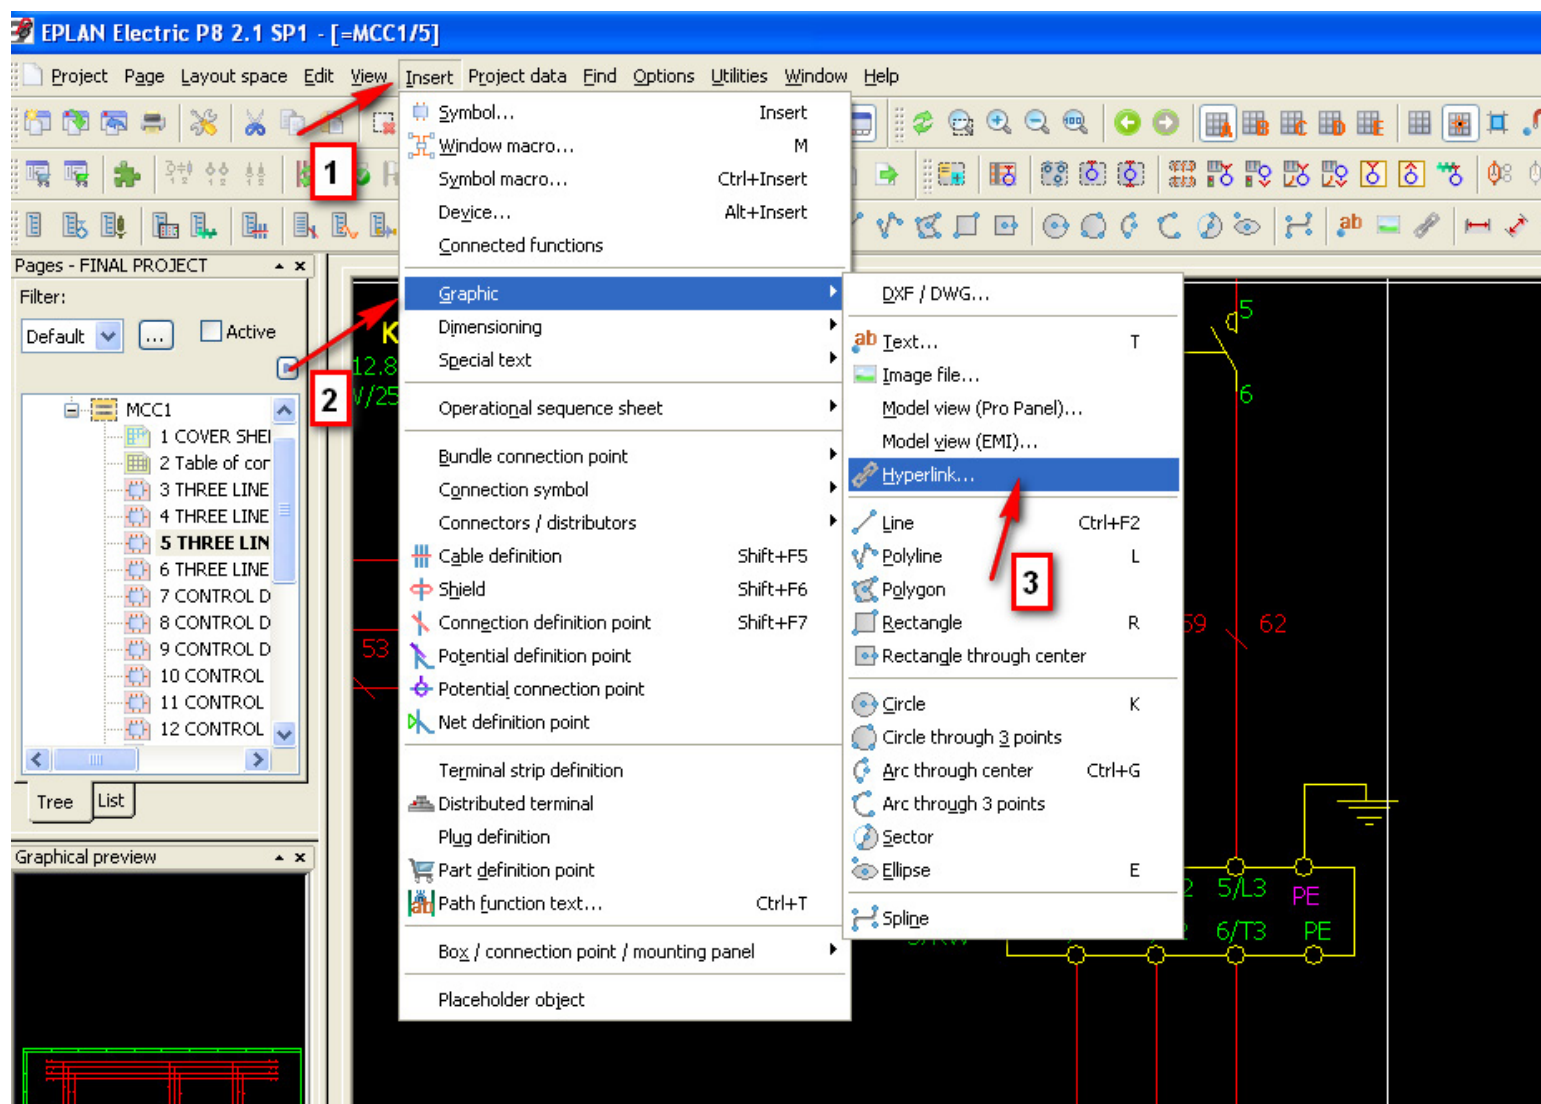 EPLAN Electric P8 2.1 SP1 - [=MCC1/5]
Project Page Layout space Edit View Insert Project data Find Options Utilities Window Help
1
Pages - FINAL PROJECT
Filter:
Default ... Active
2
MCC1
1 COVER SHE
2 Table of cor
3 THREE LINE
4 THREE LINE
5 THREE LIN
6 THREE LINE
7 CONTROL D
8 CONTROL D
9 CONTROL D
10 CONTROL
11 CONTROL
12 CONTROL
Tree List
Graphical preview
Symbol... Insert
Window macro... M
Symbol macro... Ctrl+Insert
Device... Alt+Insert
Connected functions
Graphic
Dimensioning
Special text
Operational sequence sheet
Bundle connection point
Connection symbol
Connectors / distributors
Cable definition Shift+F5
Shield Shift+F6
Connection definition point Shift+F7
Potential definition point
Potential connection point
Net definition point
Terminal strip definition
Distributed terminal
Plug definition
Part definition point
Path function text... Ctrl+T
Box / connection point / mounting panel
Placeholder object
DXF / DWG...
Text... T
Image file...
Model view (Pro Panel)...
Model view (EMI)...
Hyperlink...
3
Line Ctrl+F2
Polyline L
Polygon
Rectangle R
Rectangle through center
Circle K
Circle through 3 points
Arc through center Ctrl+G
Arc through 3 points
Sector
Ellipse E
Spline
K
12.8
V/25
53
5
6
59 62
2 5/L3 PE
2 6/T3 PE